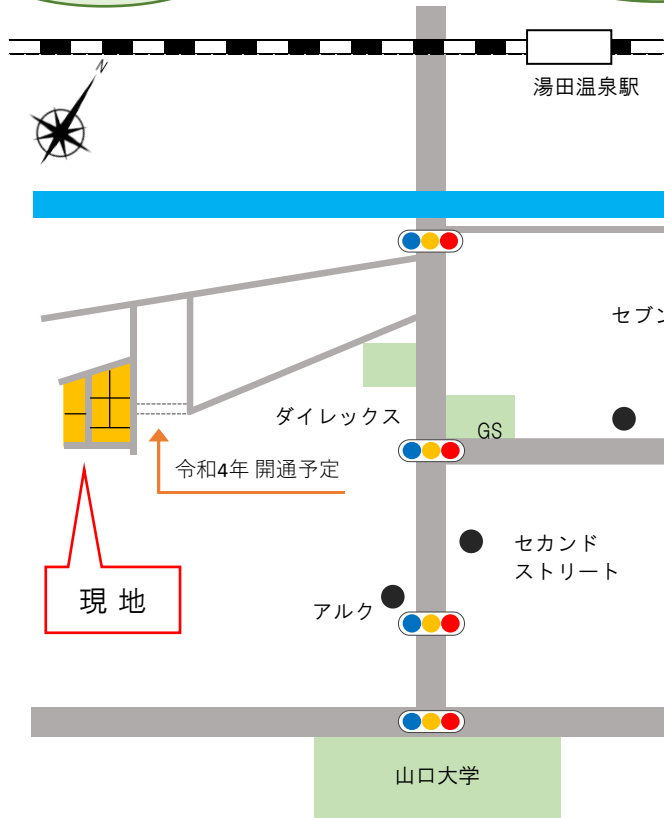 湯田温泉駅
N
セブン
ダイレックス
GS
令和4年 開通予定
セカンド
ストリート
現 地
アルク
山口大学